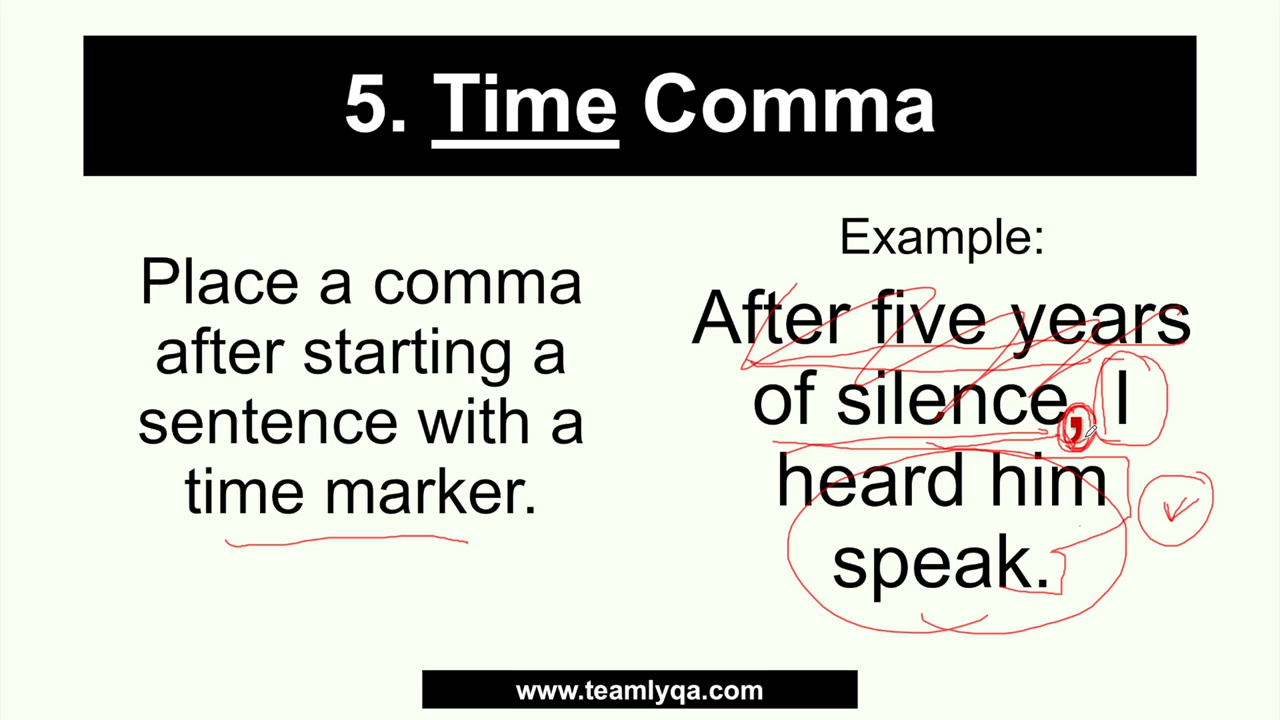 5. Time Comma
Place a comma
after starting a
sentence with a
time marker.
Example:
After five years
of silence, I
heard him
speak.
www.teamlyqa.com